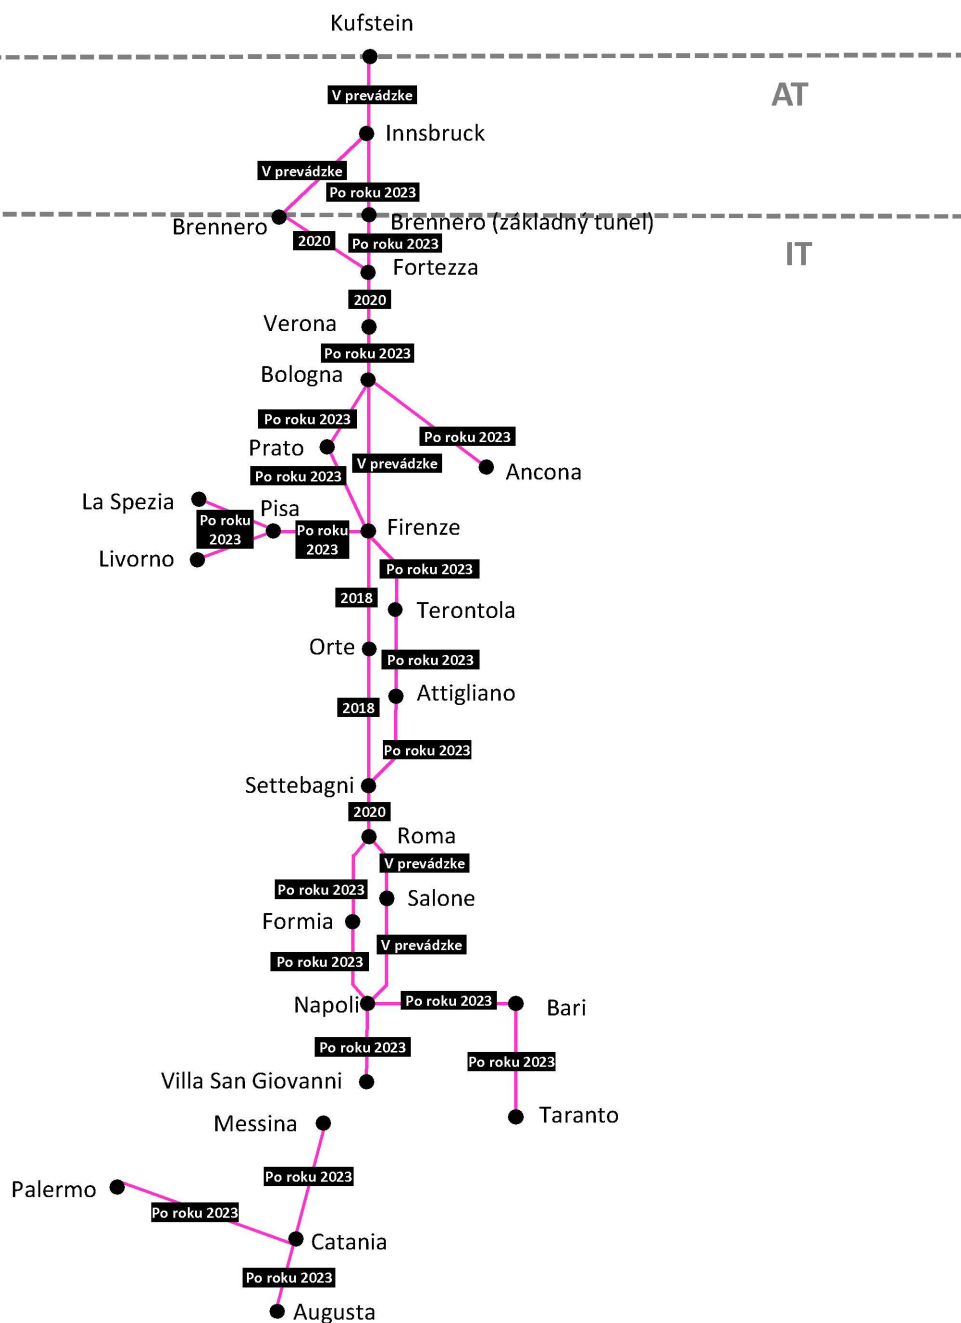 Kufstein
AT
V prevádzke
Innsbruck
V prevádzke
Po roku 2023
Brennero
Brennero (základný tunel)
2020
Po roku 2023
IT
Fortezza
2020
Verona
Po roku 2023
Bologna
Po roku 2023
Po roku 2023
Prato
V prevádzke
Ancona
Po roku 2023
La Spezia
Pisa
Po roku
2023
Po roku
2023
Firenze
Livorno
Po roku 2023
2018
Terontola
Orte
Po roku 2023
Attigliano
2018
Po roku 2023
Settebagni
2020
Roma
V prevádzke
Po roku 2023
Salone
Formia
V prevádzke
Po roku 2023
Napoli
Po roku 2023
Bari
Po roku 2023
Po roku 2023
Villa San Giovanni
Taranto
Messina
Po roku 2023
Palermo
Po roku 2023
Catania
Po roku 2023
Augusta